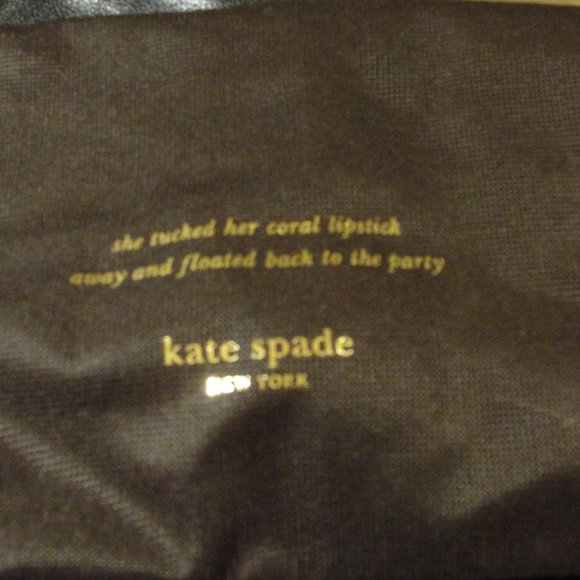 she tucked her coral lipstick
away and floated back to the party
kate spade
NEW YORK